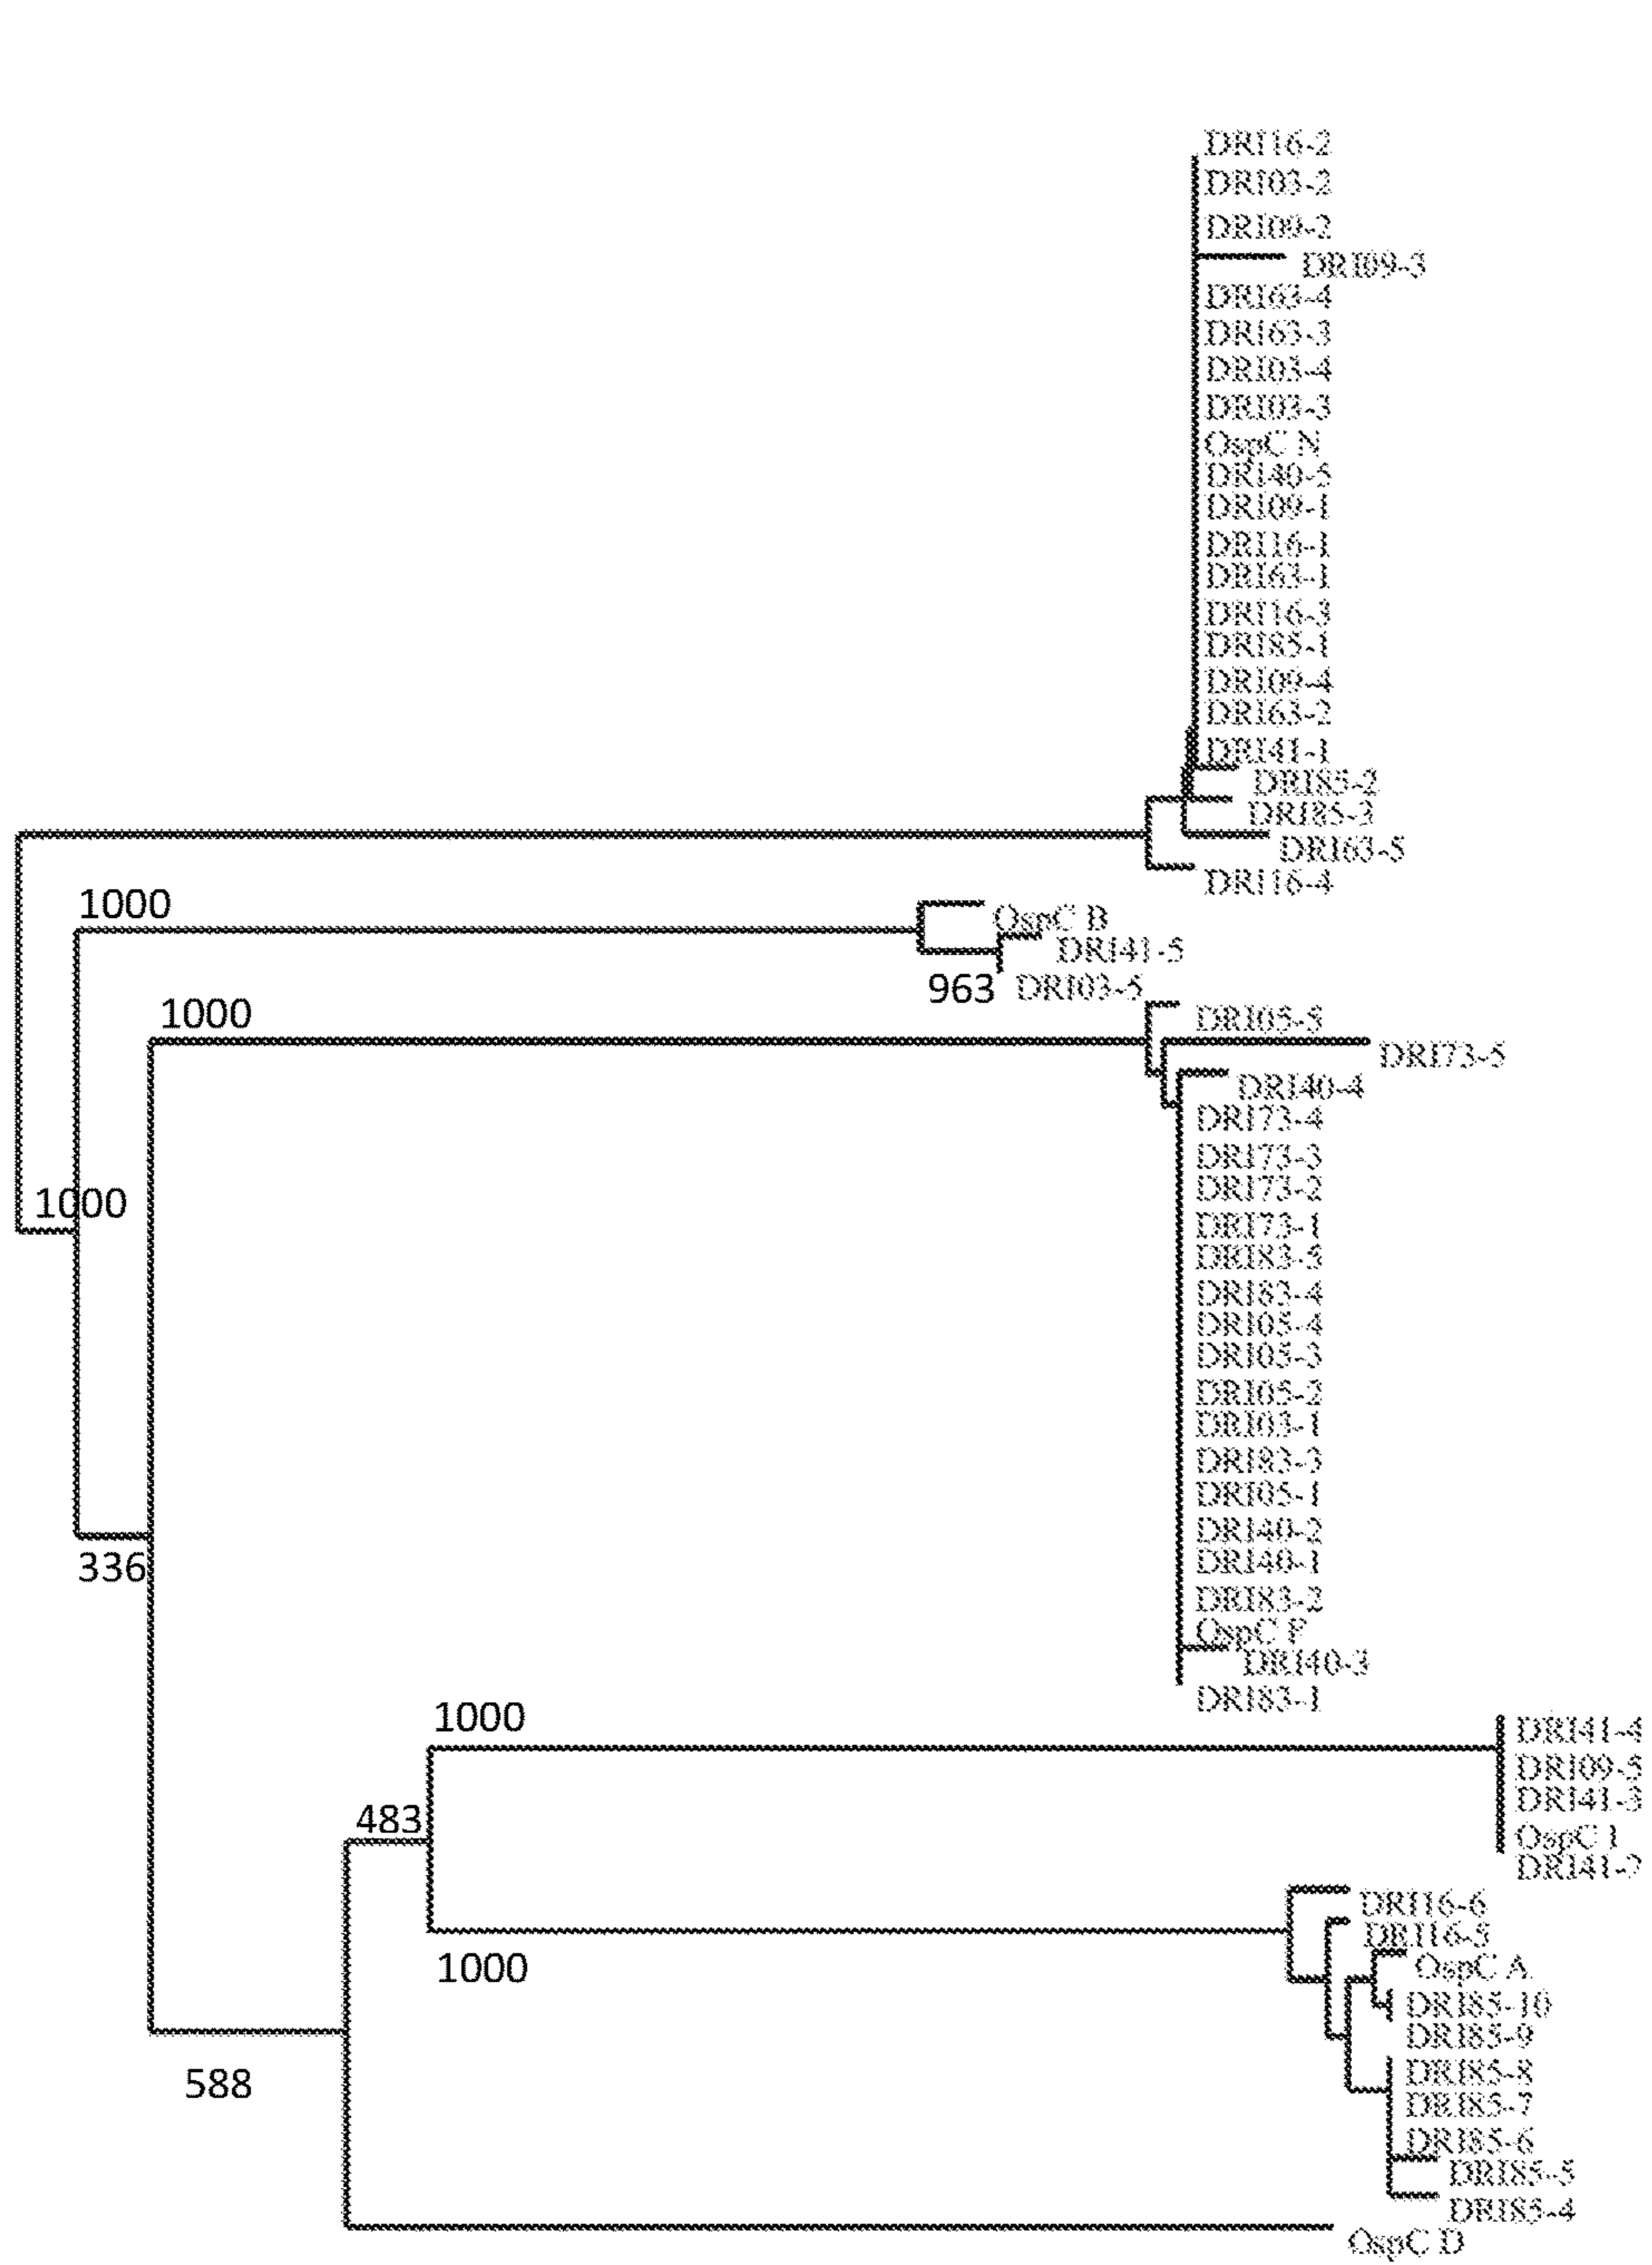 DRI16-2
DRI03-2
DRI09-2
DRI09-3
DRI63-4
DRI63-3
DRI03-4
DRI03-3
OspC N
DRI40-5
DRI09-1
DRI16-1
DRI63-1
DRI16-3
DRI85-1
DRI09-4
DRI63-2
DRI41-1
DRI85-2
DRI85-3
DRI63-5
DRI16-4
1000
OspC B
DRI41-5
963 DRI03-5
1000
DRI05-5
DRI73-5
DRI40-4
DRI73-4
DRI73-3
DRI73-2
1000
DRI73-1
DRI83-5
DRI83-4
DRI05-4
DRI05-3
DRI05-2
DRI03-1
DRI83-3
DRI05-1
DRI40-2
DRI40-1
336
DRI83-2
OspC F
DRI40-3
DRI83-1
1000
DRI41-4
DRI09-5
DRI41-3
483
OspC I
DRI41-2
DRI16-6
DRI16-5
1000
OspC A
DRI85-10
DRI85-9
DRI85-8
588
DRI85-7
DRI85-6
DRI85-5
DRI85-4
OspC D